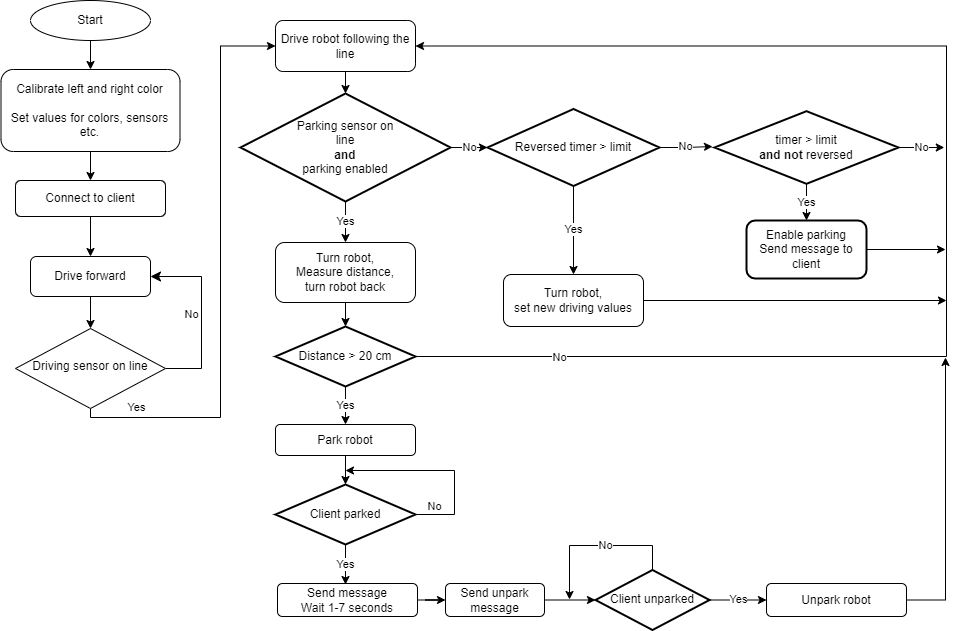 Start
Calibrate left and right color
Set values for colors, sensors
etc.
Connect to client
Drive forward
No
Driving sensor on line
Yes
Drive robot following the
line
Parking sensor on
line
and
parking enabled
No
Reversed timer > limit
No
timer > limit
and not reversed
No
Yes
Yes
Yes
Enable parking
Send message to
client
Turn robot,
Measure distance,
turn robot back
Turn robot,
set new driving values
Distance > 20 cm
No
Yes
Park robot
Client parked
No
Yes
Send message
Wait 1-7 seconds
Send unpark
message
No
Client unparked
Yes
Unpark robot